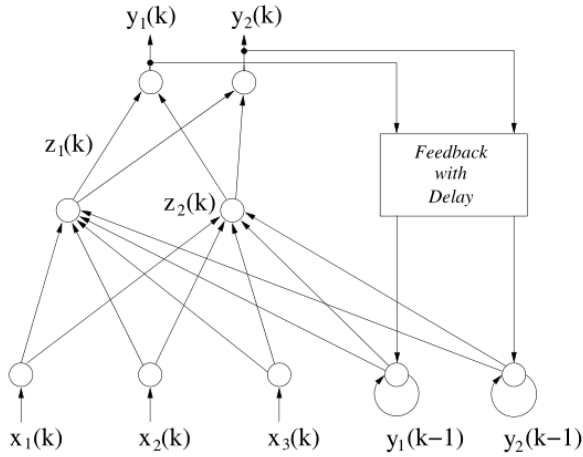 y₁(k) y₂(k)
z₁(k)
z₂(k)
Feedback
with
Delay
x₁(k) x₂(k) x₃(k) y₁(k−1) y₂(k−1)